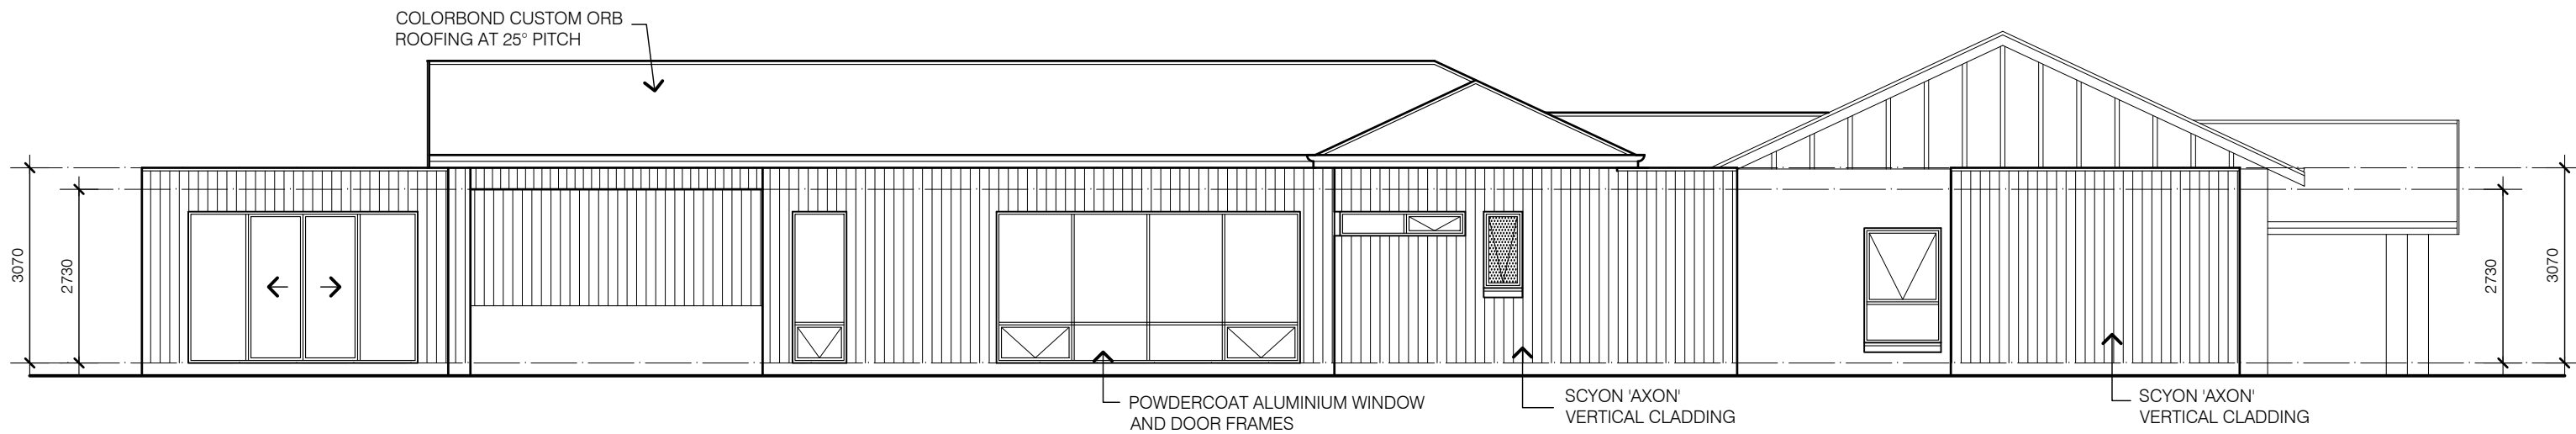 COLORBOND CUSTOM ORB
ROOFING AT 25° PITCH
3070
2730
2730
3070
POWDERCOAT ALUMINIUM WINDOW
AND DOOR FRAMES
SCYON 'AXON'
VERTICAL CLADDING
SCYON 'AXON'
VERTICAL CLADDING